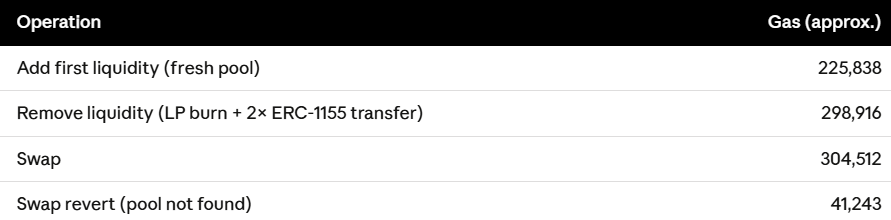 Operation Gas (approx.)
Add first liquidity (fresh pool) 225,838
Remove liquidity (LP burn + 2× ERC-1155 transfer) 298,916
Swap 304,512
Swap revert (pool not found) 41,243